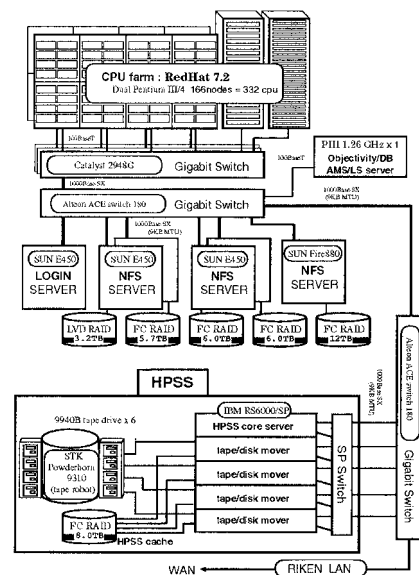 CPU farm : RedHat 7.2
Dual Pentium III/4 166nodes = 332 cpu
100BaseT
Catalyst 2948G
Gigabit Switch
100BaseT
PIII 1.26 GHz x 1
Objectivity/DB
AMS/LS server
1000Base SX
Alteon ACE switch 180
Gigabit Switch
1000Base SX
(9KB MTU)
1000Base SX
(9KB MTU)
SUN E450
LOGIN
SERVER
SUN E450
NFS
SERVER
SUN E450
NFS
SERVER
SUN Fire880
NFS
SERVER
LVD RAID
3.2TB
FC RAID
5.7TB
FC RAID
6.0TB
FC RAID
6.0TB
FC RAID
12TB
Alteon ACE switch 180
Gigabit Switch
1000Base SX
(9KB MTU)
HPSS
9940B tape drive x 6
STK
Powderhorn
9310
(tape robot)
IBM RS6000/SP
HPSS core server
tape/disk mover
tape/disk mover
tape/disk mover
tape/disk mover
SP Switch
FC RAID
8.0TB
HPSS cache
WAN
RIKEN LAN